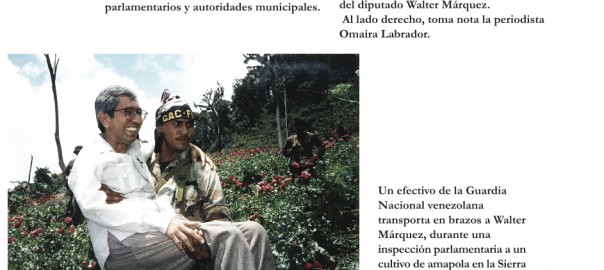 parlamentarios y autoridades municipales.
del diputado Walter Márquez.
Al lado derecho, toma nota la periodista
Omaira Labrador.
Un efectivo de la Guardia
Nacional venezolana
transporta en brazos a Walter
Márquez, durante una
inspección parlamentaria a un
cultivo de amapola en la Sierra